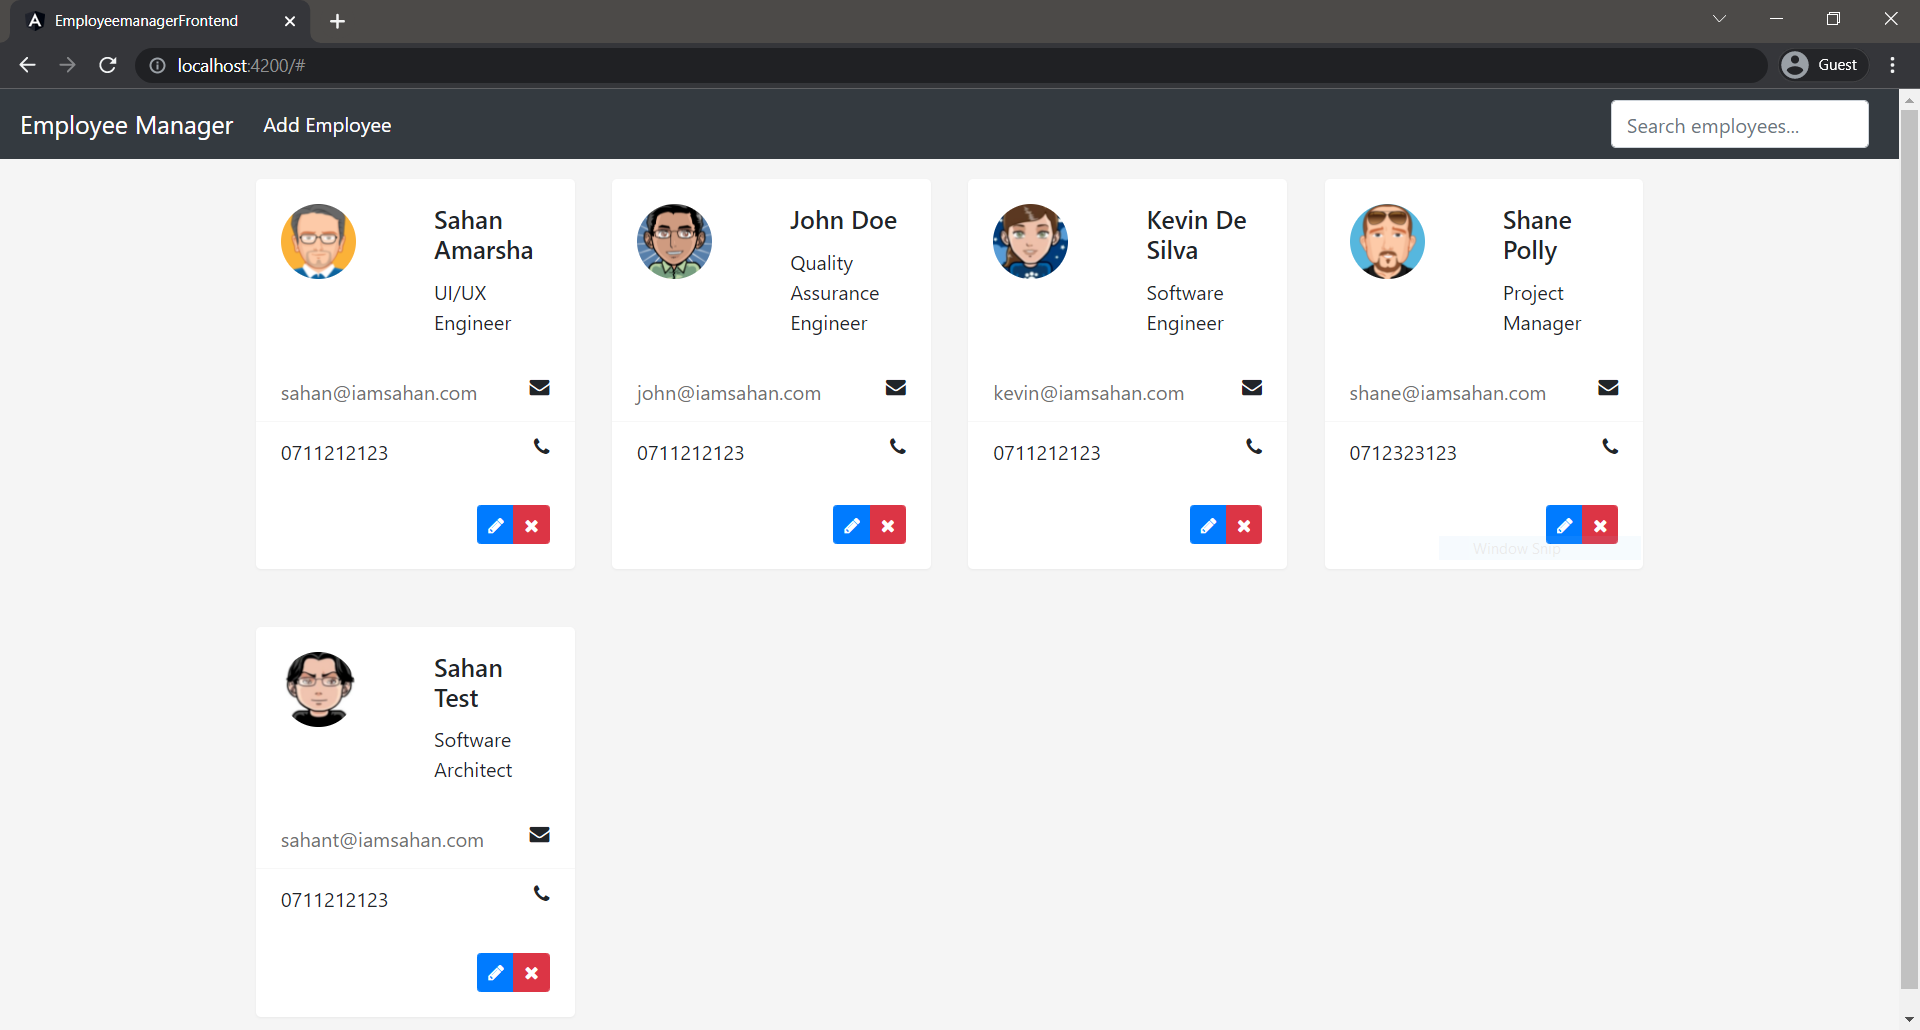 EmployeemanagerFrontend
localhost:4200/#
Guest
Employee Manager
Add Employee
Search employees...
Sahan
Amarsha
UI/UX
Engineer
sahan@iamsahan.com
0711212123
John Doe
Quality
Assurance
Engineer
john@iamsahan.com
0711212123
Kevin De
Silva
Software
Engineer
kevin@iamsahan.com
0711212123
Shane
Polly
Project
Manager
shane@iamsahan.com
0712323123
Window Snip
Sahan
Test
Software
Architect
sahant@iamsahan.com
0711212123